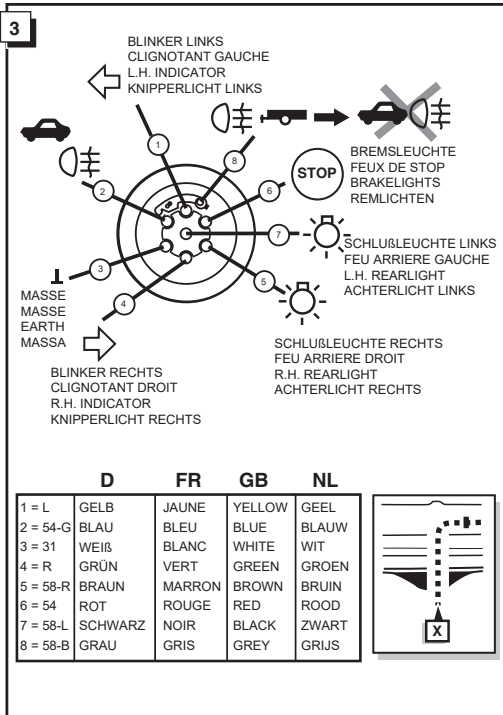 3
BLINKER LINKS
CLIGNOTANT GAUCHE
L.H. INDICATOR
KNIPPERLICHT LINKS
1
8
2
6
STOP
BREMSLEUCHTE
FEUX DE STOP
BRAKELIGHTS
REMLICHTEN
7
SCHLUßLEUCHTE LINKS
FEU ARRIERE GAUCHE
L.H. REARLIGHT
ACHTERLICHT LINKS
3
5
4
MASSE
MASSE
EARTH
MASSA
BLINKER RECHTS
CLIGNOTANT DROIT
R.H. INDICATOR
KNIPPERLICHT RECHTS
SCHLUßLEUCHTE RECHTS
FEU ARRIERE DROIT
R.H. REARLIGHT
ACHTERLICHT RECHTS
D FR GB NL
1 = L GELB JAUNE YELLOW GEEL
2 = 54-G BLAU BLEU BLUE BLAUW
3 = 31 WEIß BLANC WHITE WIT
4 = R GRÜN VERT GREEN GROEN
5 = 58-R BRAUN MARRON BROWN BRUIN
6 = 54 ROT ROUGE RED ROOD
7 = 58-L SCHWARZ NOIR BLACK ZWART
8 = 58-B GRAU GRIS GREY GRIJS
X